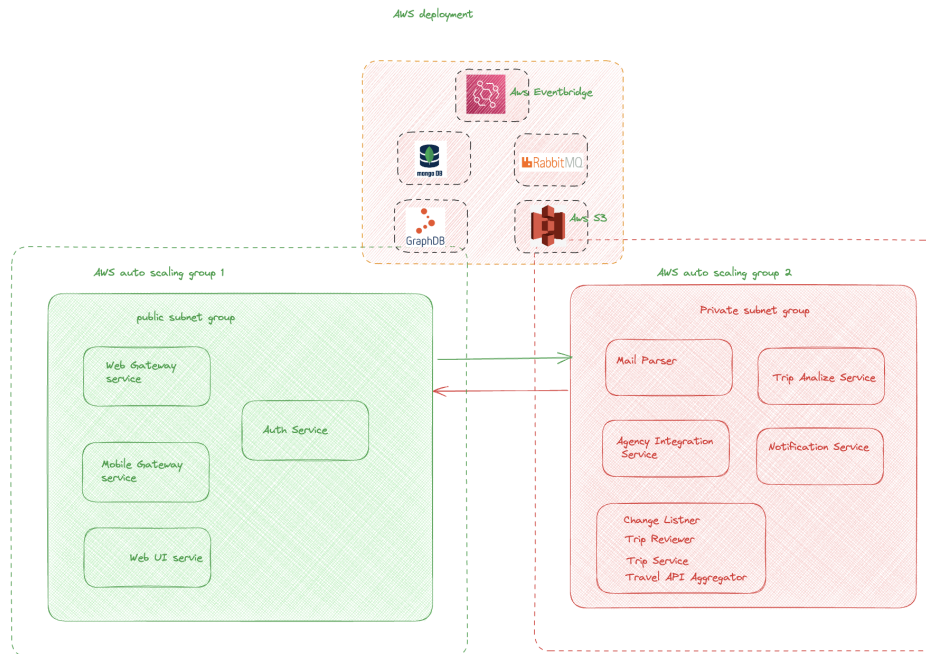 AWS deployment
Aws Eventbridge
mongo DB
RabbitMQ
GraphDB
Aws S3
AWS auto scaling group 1
public subnet group
Web Gateway
service
Auth Service
Mobile Gateway
service
Web UI servie
AWS auto scaling group 2
Private subnet group
Mail Parser
Trip Analize Service
Agency Integration
Service
Notification Service
Change Listner
Trip Reviewer
Trip Service
Travel API Aggregator